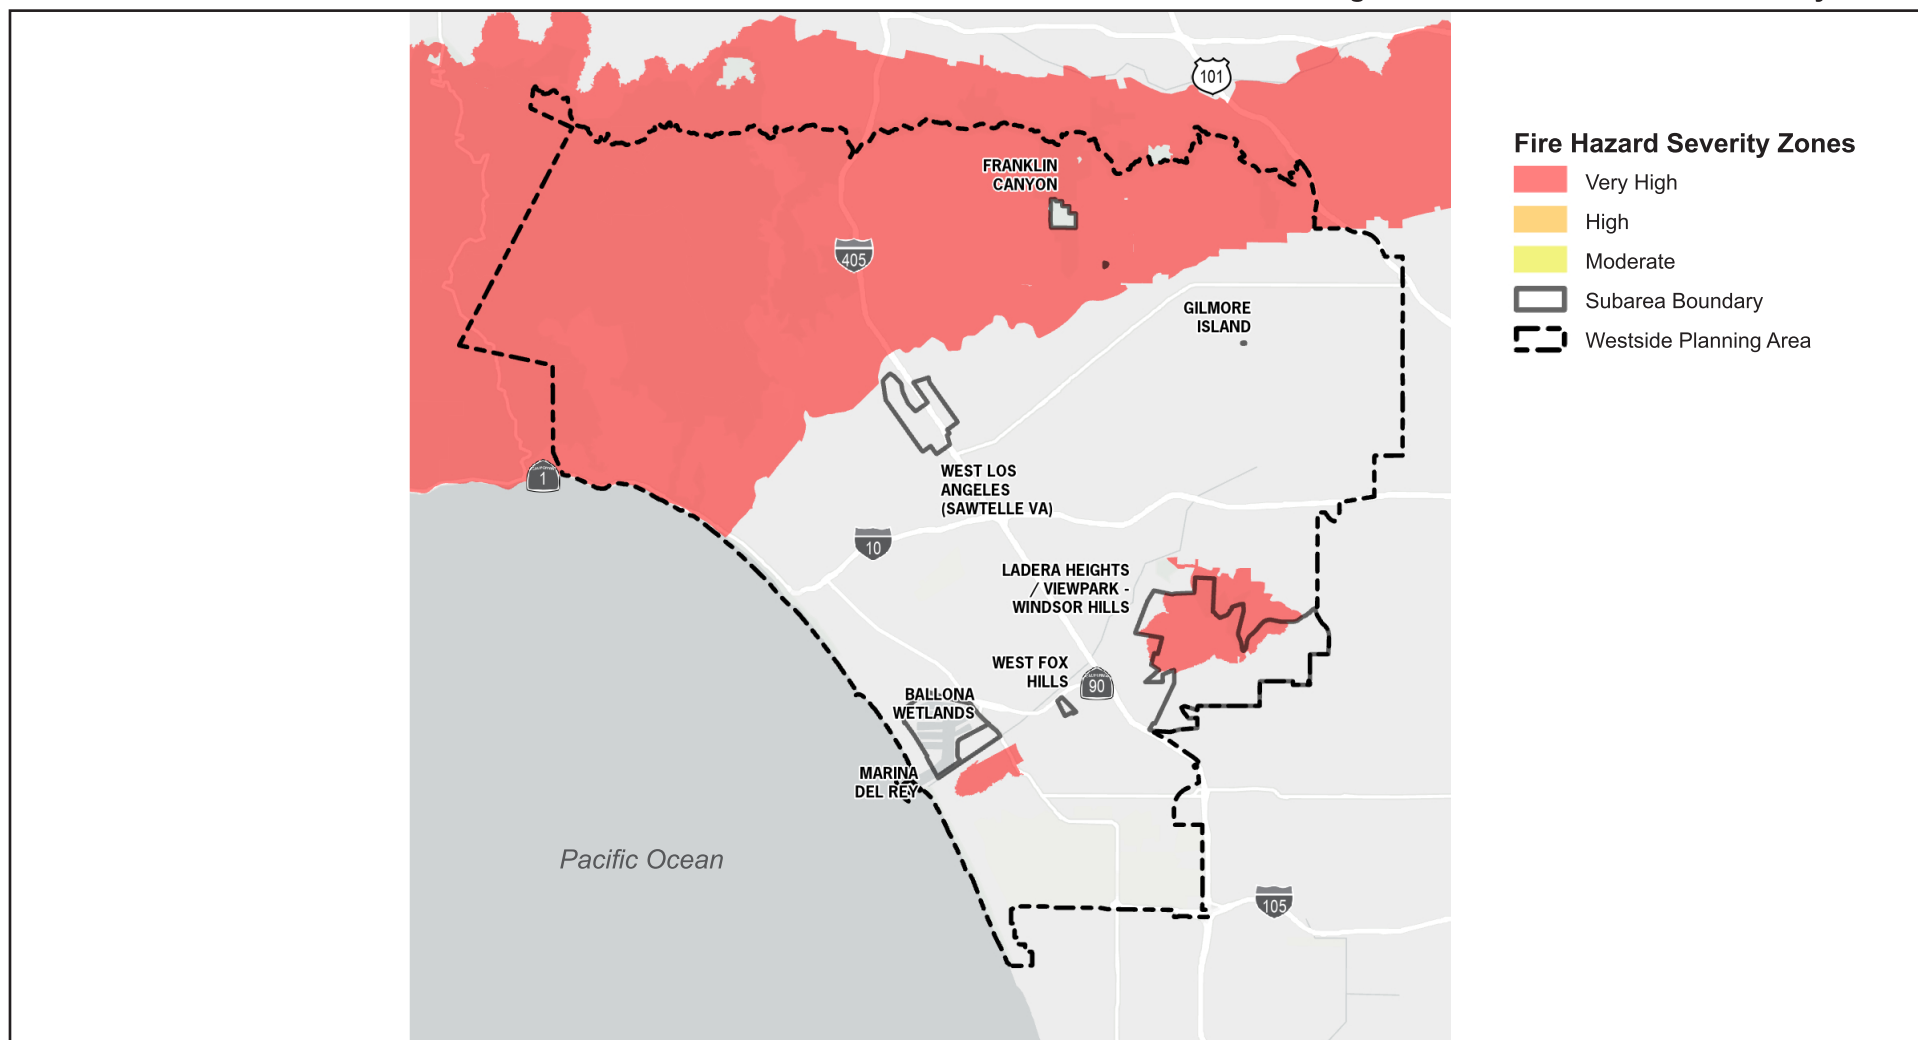 101
FRANKLIN
CANYON
405
GILMORE
ISLAND
1
WEST LOS
ANGELES
(SAWTELLE VA)
10
LADERA HEIGHTS
/ VIEWPARK -
WINDSOR HILLS
WEST FOX
HILLS
90
BALLONA
WETLANDS
MARINA
DEL REY
Pacific Ocean
105
Fire Hazard Severity Zones
Very High
High
Moderate
Subarea Boundary
Westside Planning Area